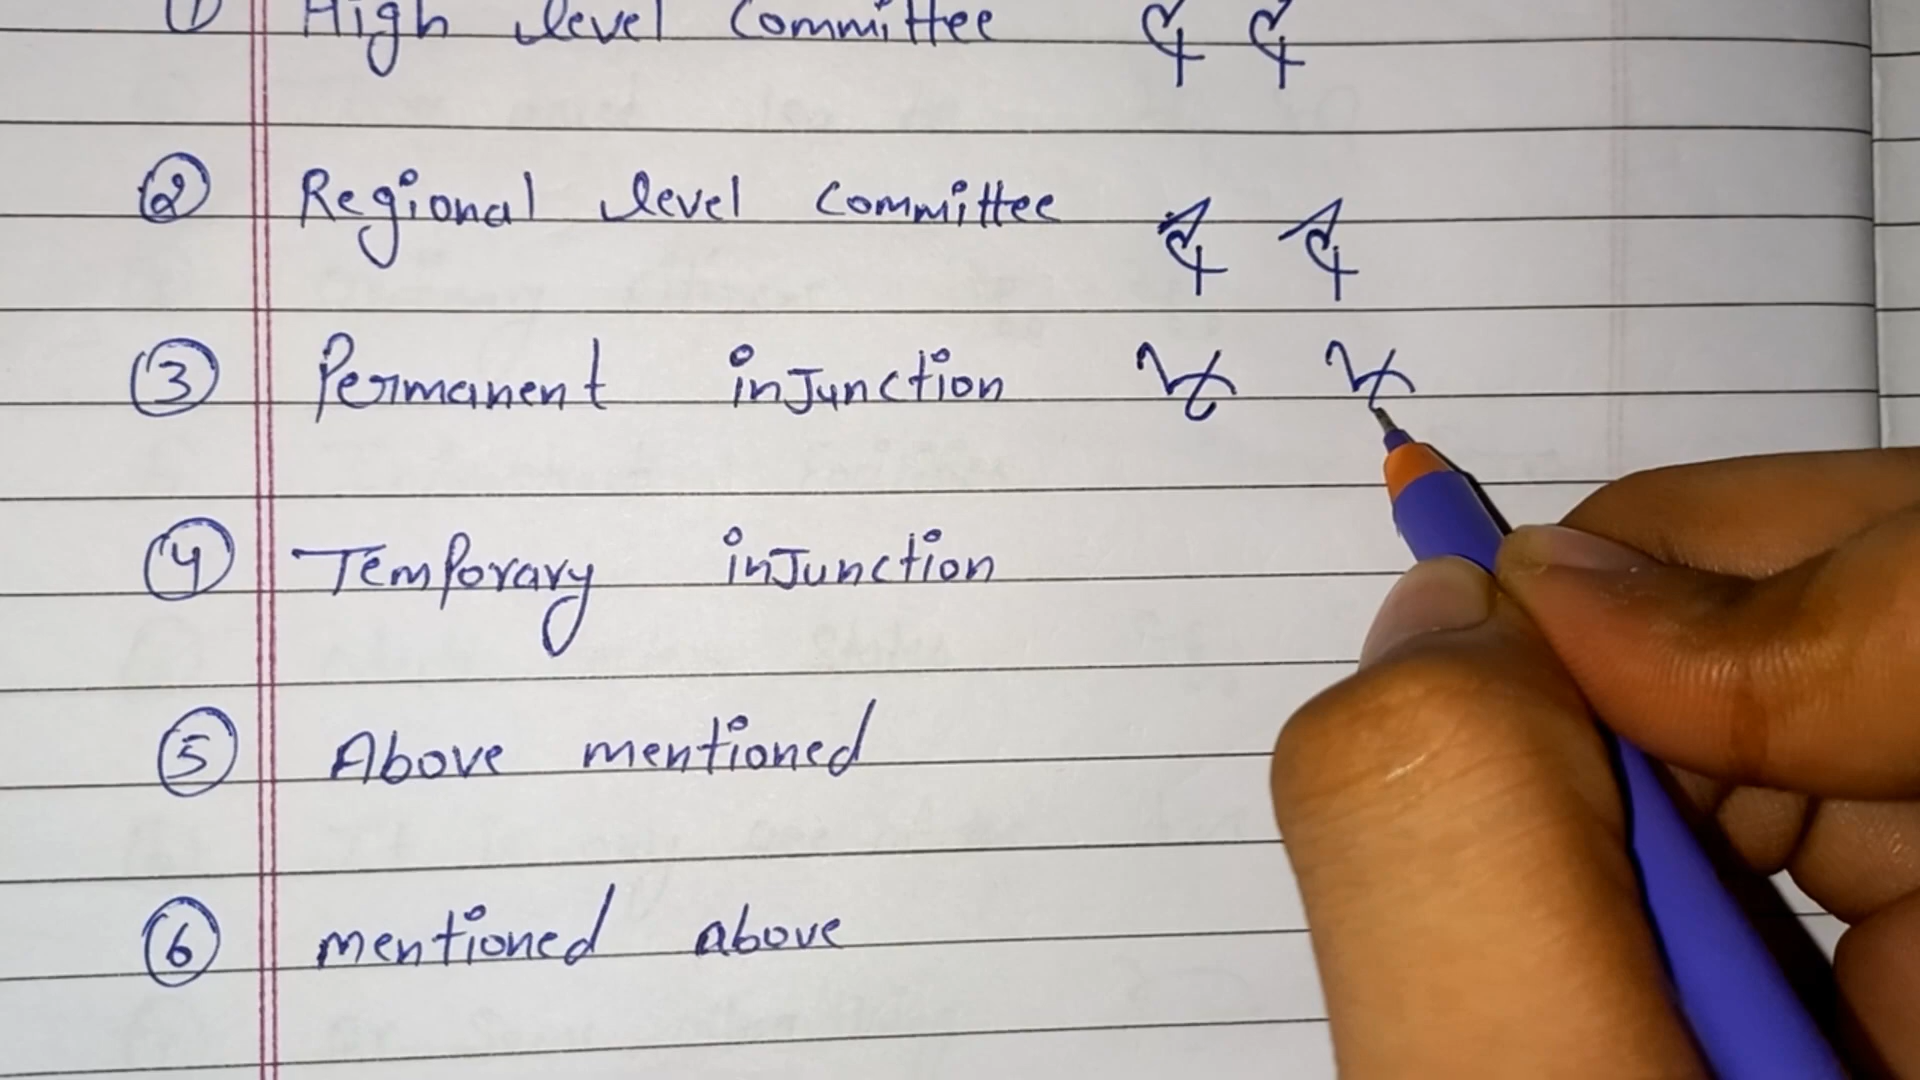 1 High level Committee
2 Regional level Committee
3 Permanent inJunction
4 Temporary inJunction
5 Above mentioned
6 mentioned above